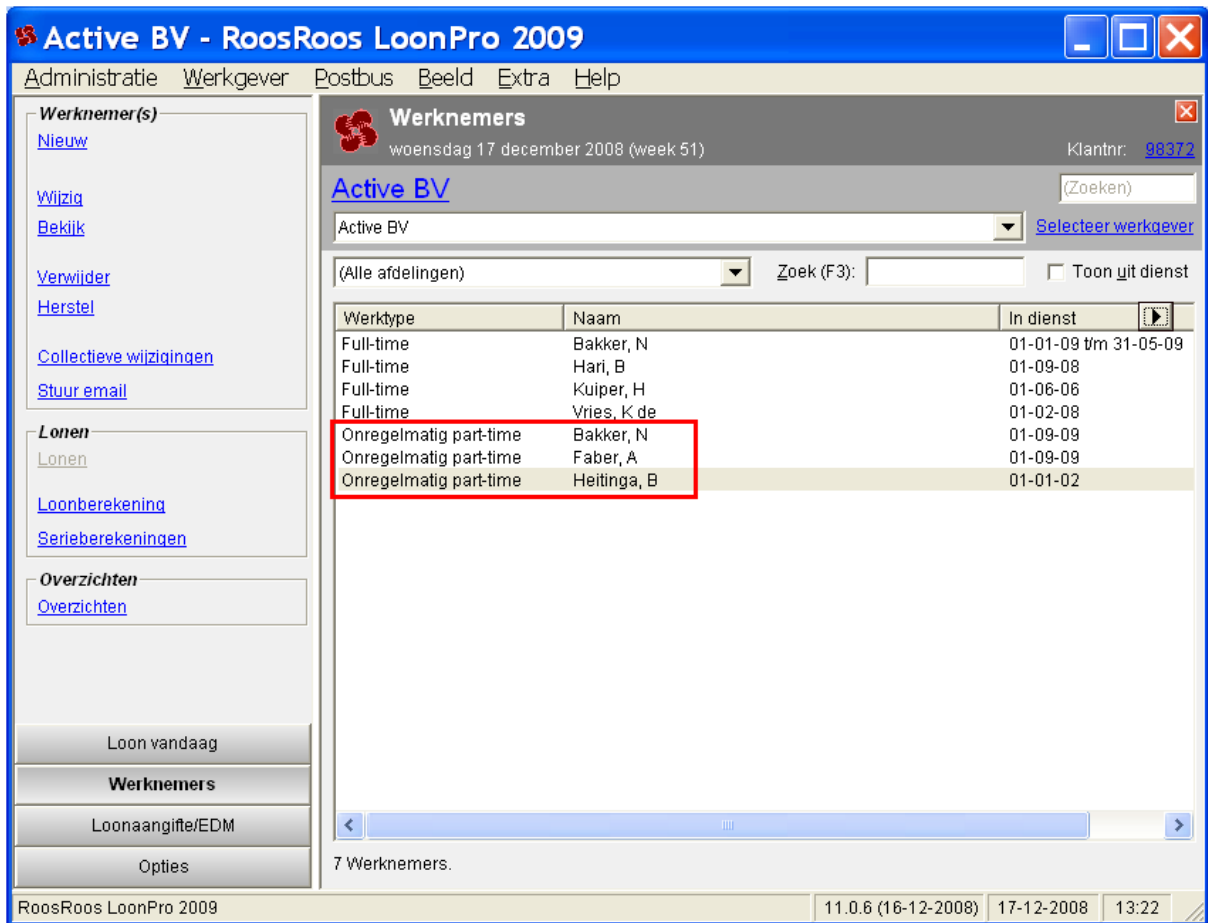 Active BV - RoosRoos LoonPro 2009
Administratie Werkgever Postbus Beeld Extra Help
Werknemer(s)
Nieuw
Wijzig
Bekijk
Verwijder
Herstel
Collectieve wijzigingen
Stuur email
Lonen
Lonen
Loonberekening
Serieberekeningen
Overzichten
Overzichten
Loon vandaag
Werknemers
Loonaangifte/EDM
Opties
Werknemers
woensdag 17 december 2008 (week 51)
Klantnr: 98372
Active BV
(Zoeken)
Active BV
Selecteer werkgever
(Alle afdelingen)
Zoek (F3):
Toon uit dienst
Werktype Naam In dienst
Full-time Bakker, N 01-01-09 t/m 31-05-09
Full-time Hari, B 01-09-08
Full-time Kuiper, H 01-06-06
Full-time Vries, K de 01-02-08
Onregelmatig part-time Bakker, N 01-09-09
Onregelmatig part-time Faber, A 01-09-09
Onregelmatig part-time Heitinga, B 01-01-02
7 Werknemers.
RoosRoos LoonPro 2009 11.0.6 (16-12-2008) 17-12-2008 13:22